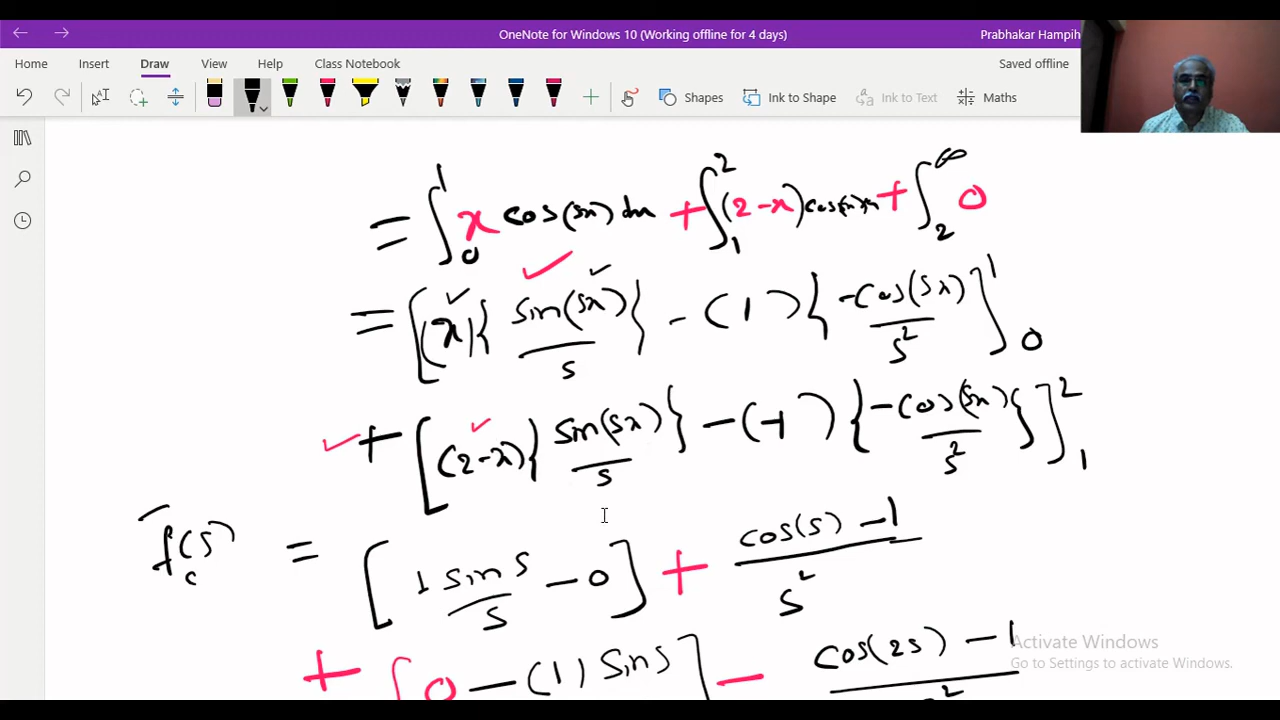 OneNote for Windows 10 (Working offline for 4 days)
Prabhakar Hampih
Home Insert Draw View Help Class Notebook Saved offline
Shapes Ink to Shape Ink to Text Maths
= ∫₀¹ x cos(sx) dx + ∫₁² (2-x) cos(sx)dx + ∫₂^∞ 0
= [(x){sin(sx)/s} - (1){-cos(sx)/s²]₀¹
+ [(2-x){sin(sx)/s} - (-1){-cos(sx)/s²}]₁²
f̄c(s) = [1 sin s/s - 0] + cos(s) - 1/s²
+ [0 - (1) sin s] - cos(2s) - 1
Activate Windows
Go to Settings to activate Windows.